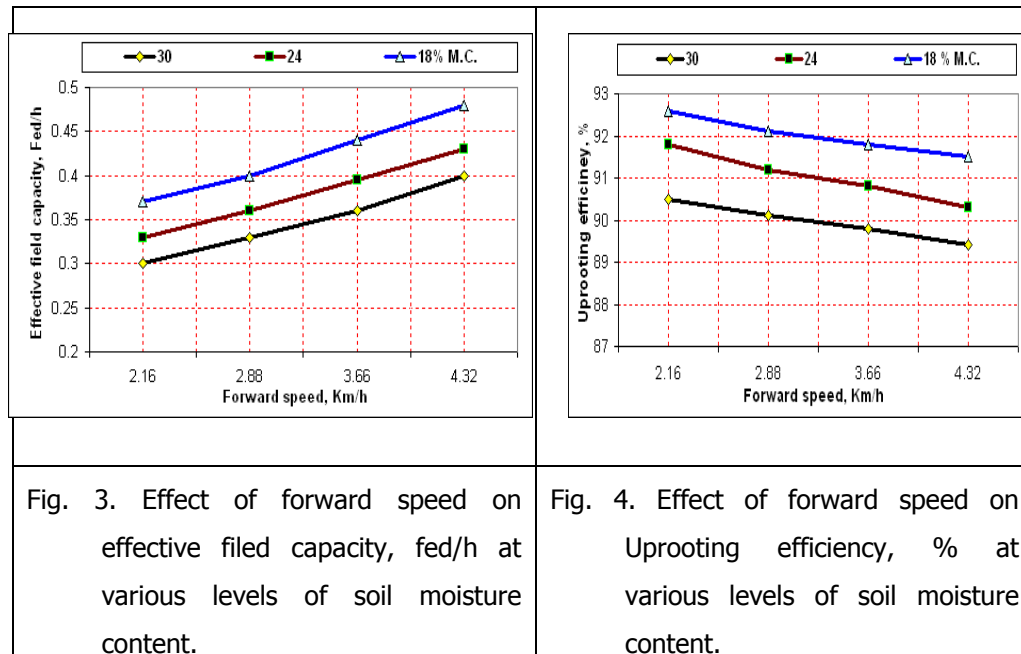 30 24 18% M.C.
Effective field capacity, Fed/h
0.5
0.45
0.4
0.35
0.3
0.25
0.2
2.16 2.88 3.66 4.32
Forward speed, Km/h
30 24 18 % M.C.
Uprooting efficiney, %
93
92
91
90
89
88
87
2.16 2.88 3.66 4.32
Forward speed, Km/h
Fig. 3. Effect of forward speed on
effective filed capacity, fed/h at
various levels of soil moisture
content.
Fig. 4. Effect of forward speed on
Uprooting efficiency, % at
various levels of soil moisture
content.